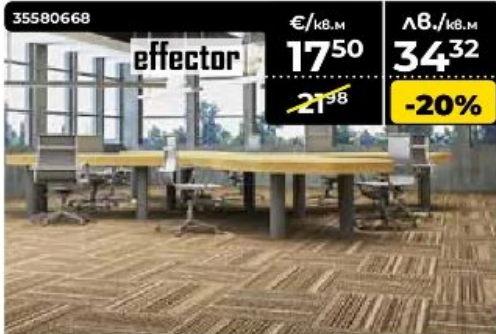 35580668
effector
€/кв.м
17⁵⁰
21⁹⁸
лв./кв.м
34³²
-20%